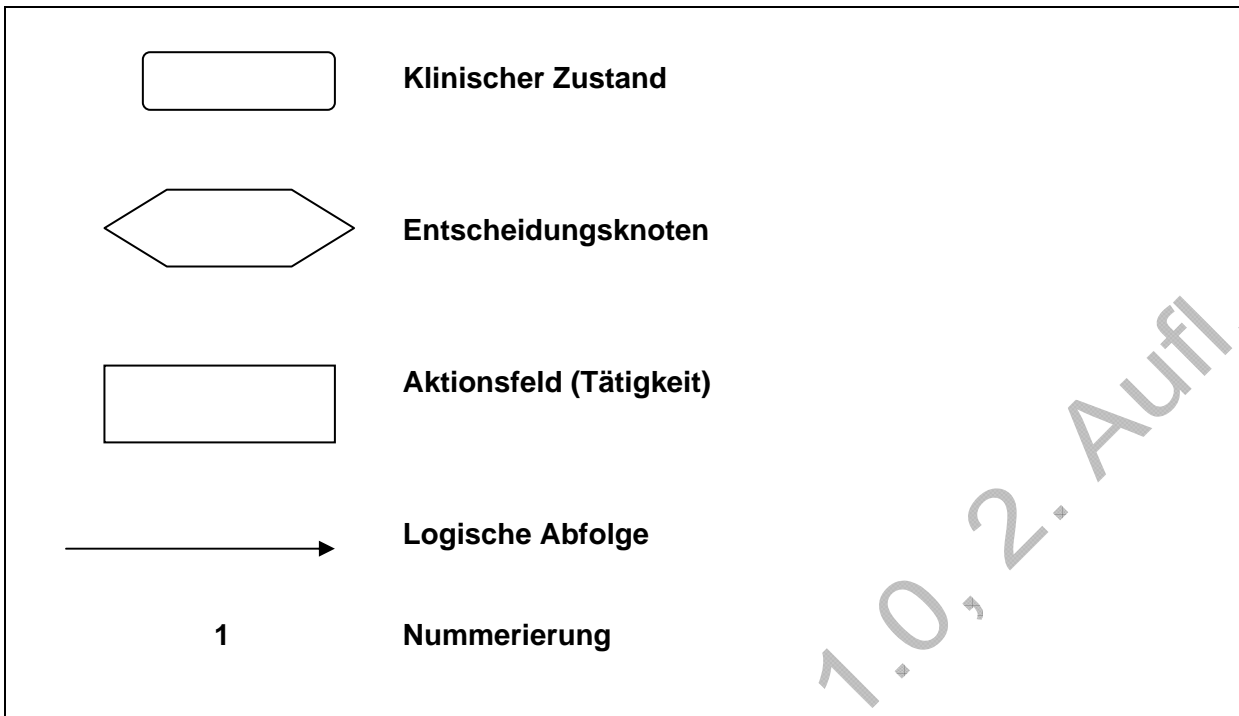 Klinischer Zustand
Entscheidungsknoten
Aktionsfeld (Tätigkeit)
Logische Abfolge
1 Nummerierung
1.0, 2. Aufl